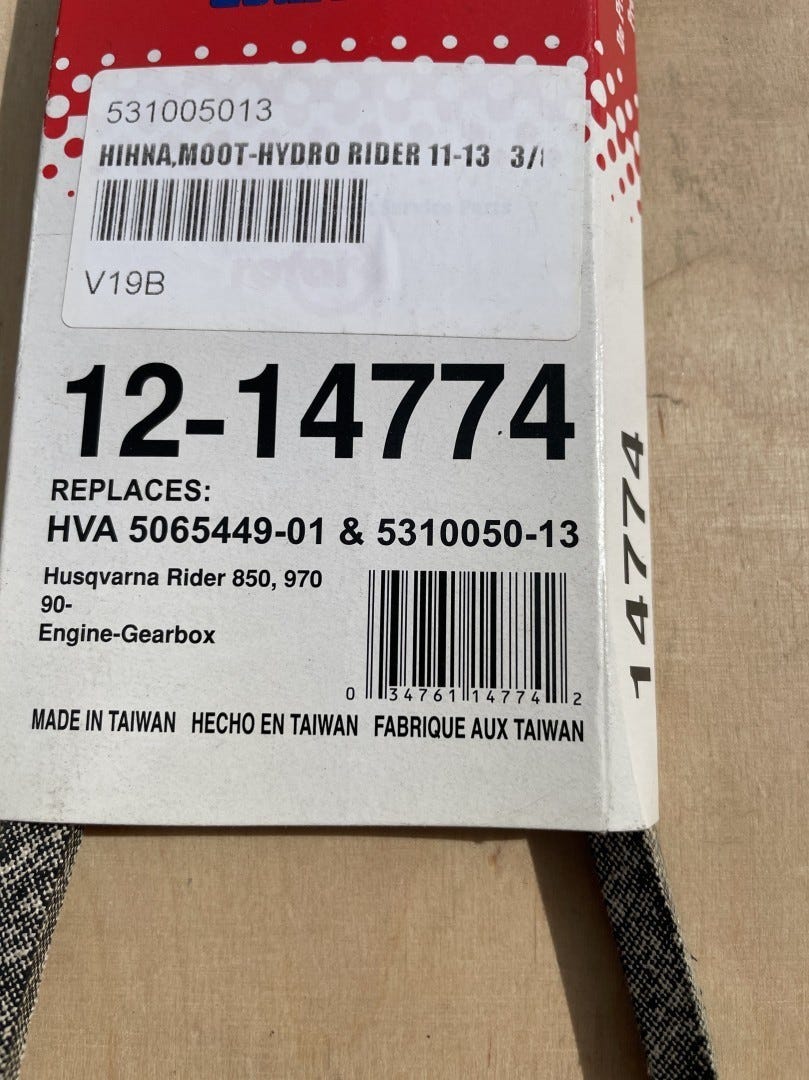 531005013
HIHNA,MOOT-HYDRO RIDER 11-13 3/
V19B
12-14774
REPLACES:
HVA 5065449-01 & 5310050-13
Husqvarna Rider 850, 970
90-
Engine-Gearbox
0 34761 14774 2
MADE IN TAIWAN HECHO EN TAIWAN FABRIQUE AUX TAIWAN
14774